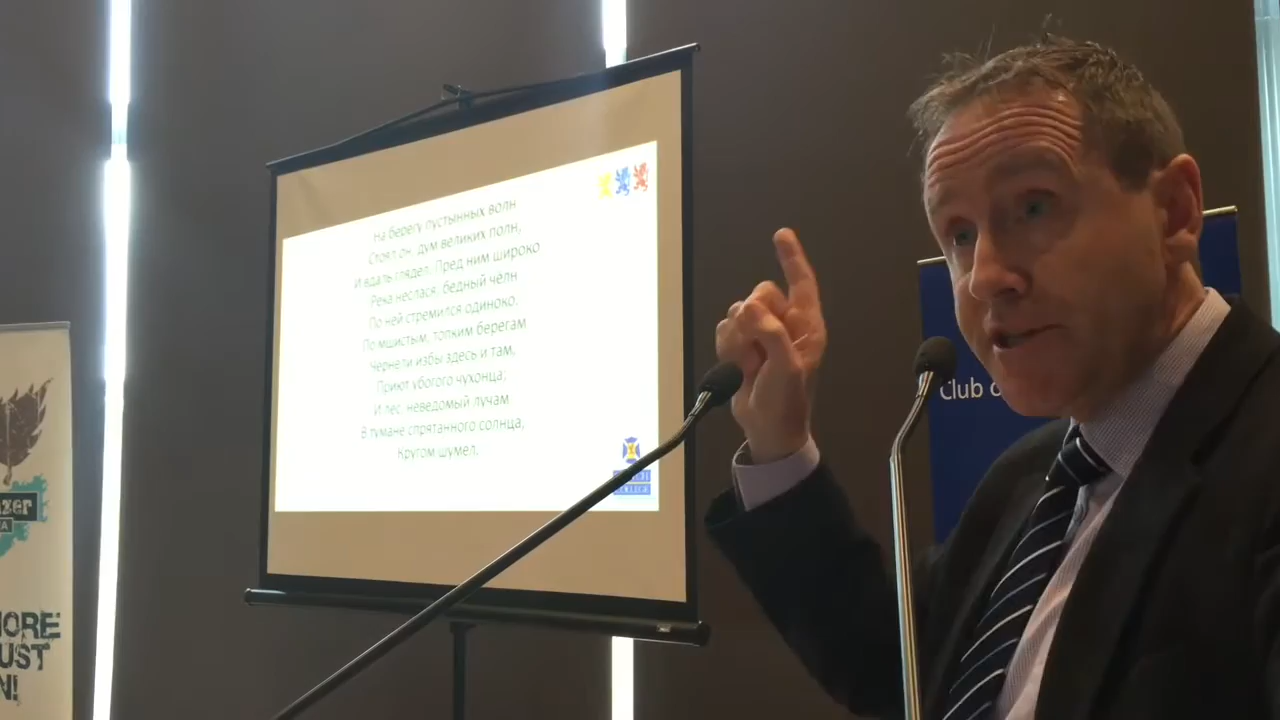 На берегу пустынных волн
Стоял он, дум великих полн,
И вдаль глядел. Пред ним широко
Река неслася; бедный чёлн
По ней стремился одиноко.
По мшистым, топким берегам
Чернели избы здесь и там,
Приют убогого чухонца;
И лес, неведомый лучам
В тумане спрятанного солнца,
Кругом шумел.
COLLEGE
Club